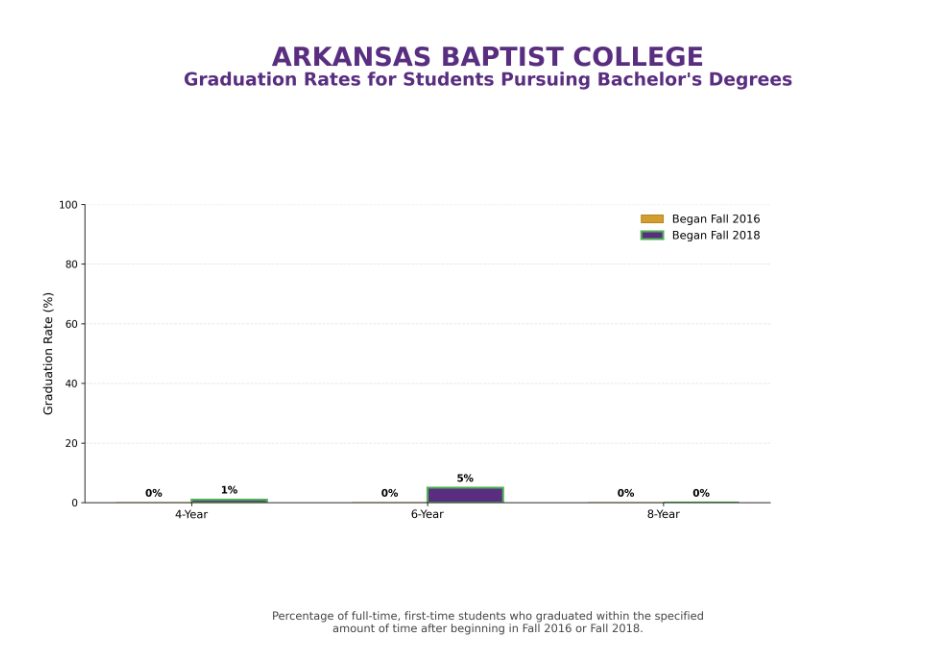 ARKANSAS BAPTIST COLLEGE
Graduation Rates for Students Pursuing Bachelor's Degrees
Began Fall 2016
Began Fall 2018
Graduation Rate (%)
100
80
60
40
20
0
0%
1%
0%
5%
0%
0%
4-Year
6-Year
8-Year
Percentage of full-time, first-time students who graduated within the specified
amount of time after beginning in Fall 2016 or Fall 2018.